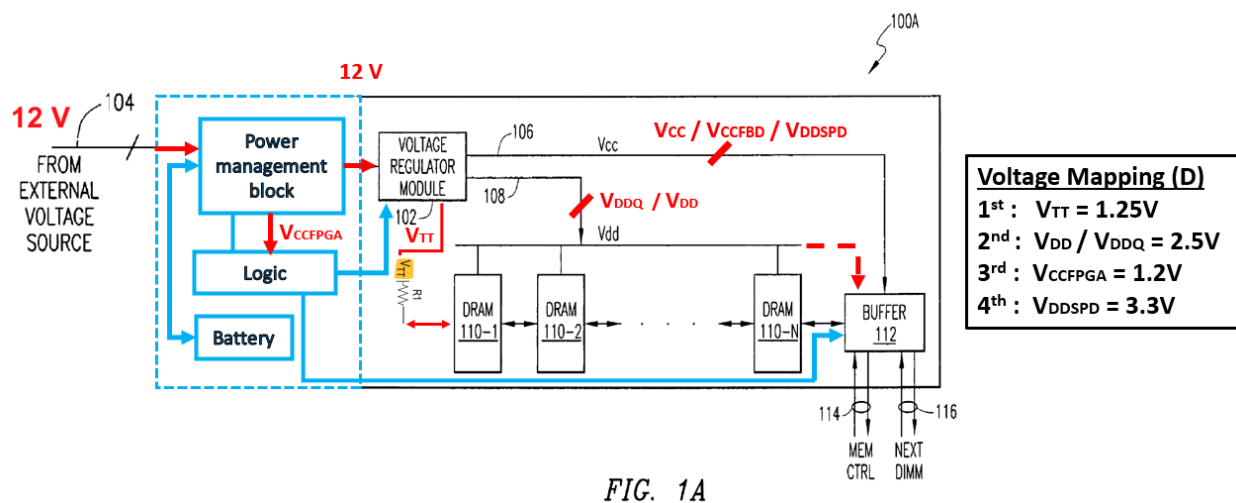 100A
12 V
12 V
104
FROM
EXTERNAL
VOLTAGE
SOURCE
Power
management
block
VCCFPGA
Logic
Battery
VOLTAGE
REGULATOR
MODULE
102
106
Vcc
VCC / VCCFBD / VDDSPD
108
VDDQ / VDD
VTT
Vdd
VTT
R1
DRAM
110-1
DRAM
110-2
. . . .
DRAM
110-N
BUFFER
112
114
116
MEM
CTRL
NEXT
DIMM
Voltage Mapping (D)
1st : VTT = 1.25V
2nd : VDD / VDDQ = 2.5V
3rd : VCCFPGA = 1.2V
4th : VDDSPD = 3.3V
FIG. 1A